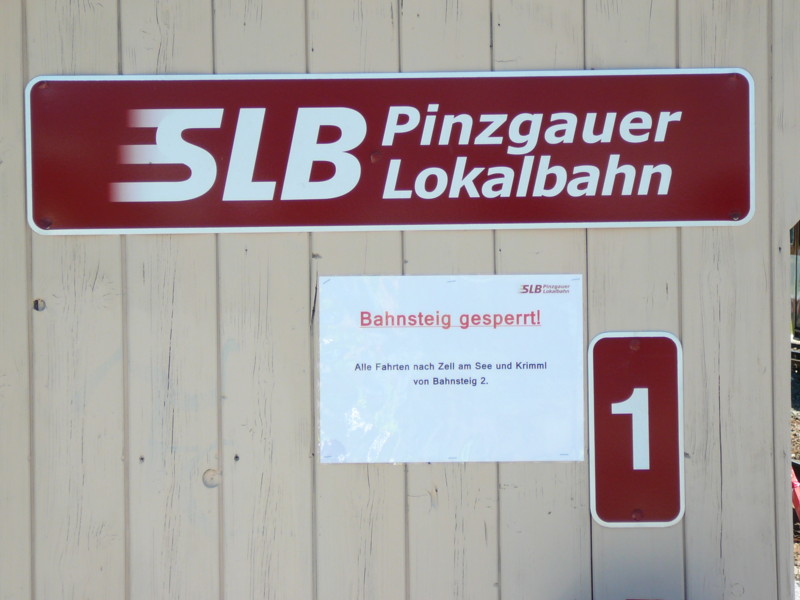 SLB Pinzgauer
Lokalbahn
SLB Pinzgauer
Lokalbahn
Bahnsteig gesperrt!
Alle Fahrten nach Zell am See und Krimml
von Bahnsteig 2.
1